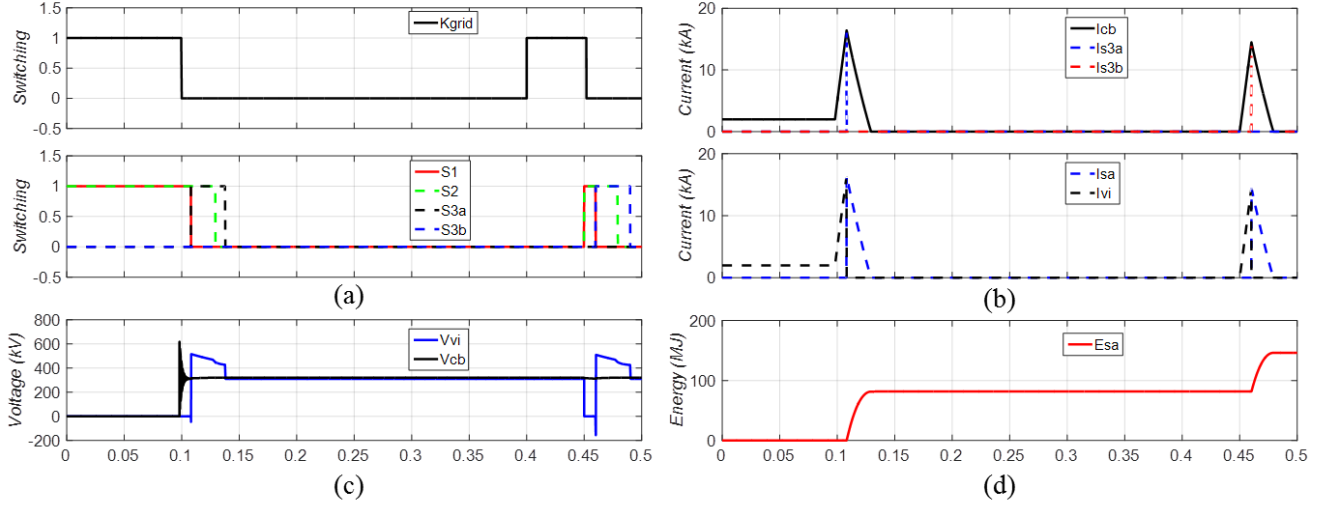 1.5
1
0.5
0
-0.5
Switching
Kgrid
1.5
1
0.5
0
-0.5
Switching
S1
S2
S3a
S3b
(a)
800
600
400
200
0
-200
Voltage (kV)
Vvi
Vcb
0 0.05 0.1 0.15 0.2 0.25 0.3 0.35 0.4 0.45 0.5
(c)
20
10
0
Current (kA)
Icb
Is3a
Is3b
20
10
0
Current (kA)
Isa
Ivi
(b)
200
100
0
Energy (MJ)
Esa
0 0.05 0.1 0.15 0.2 0.25 0.3 0.35 0.4 0.45 0.5
(d)